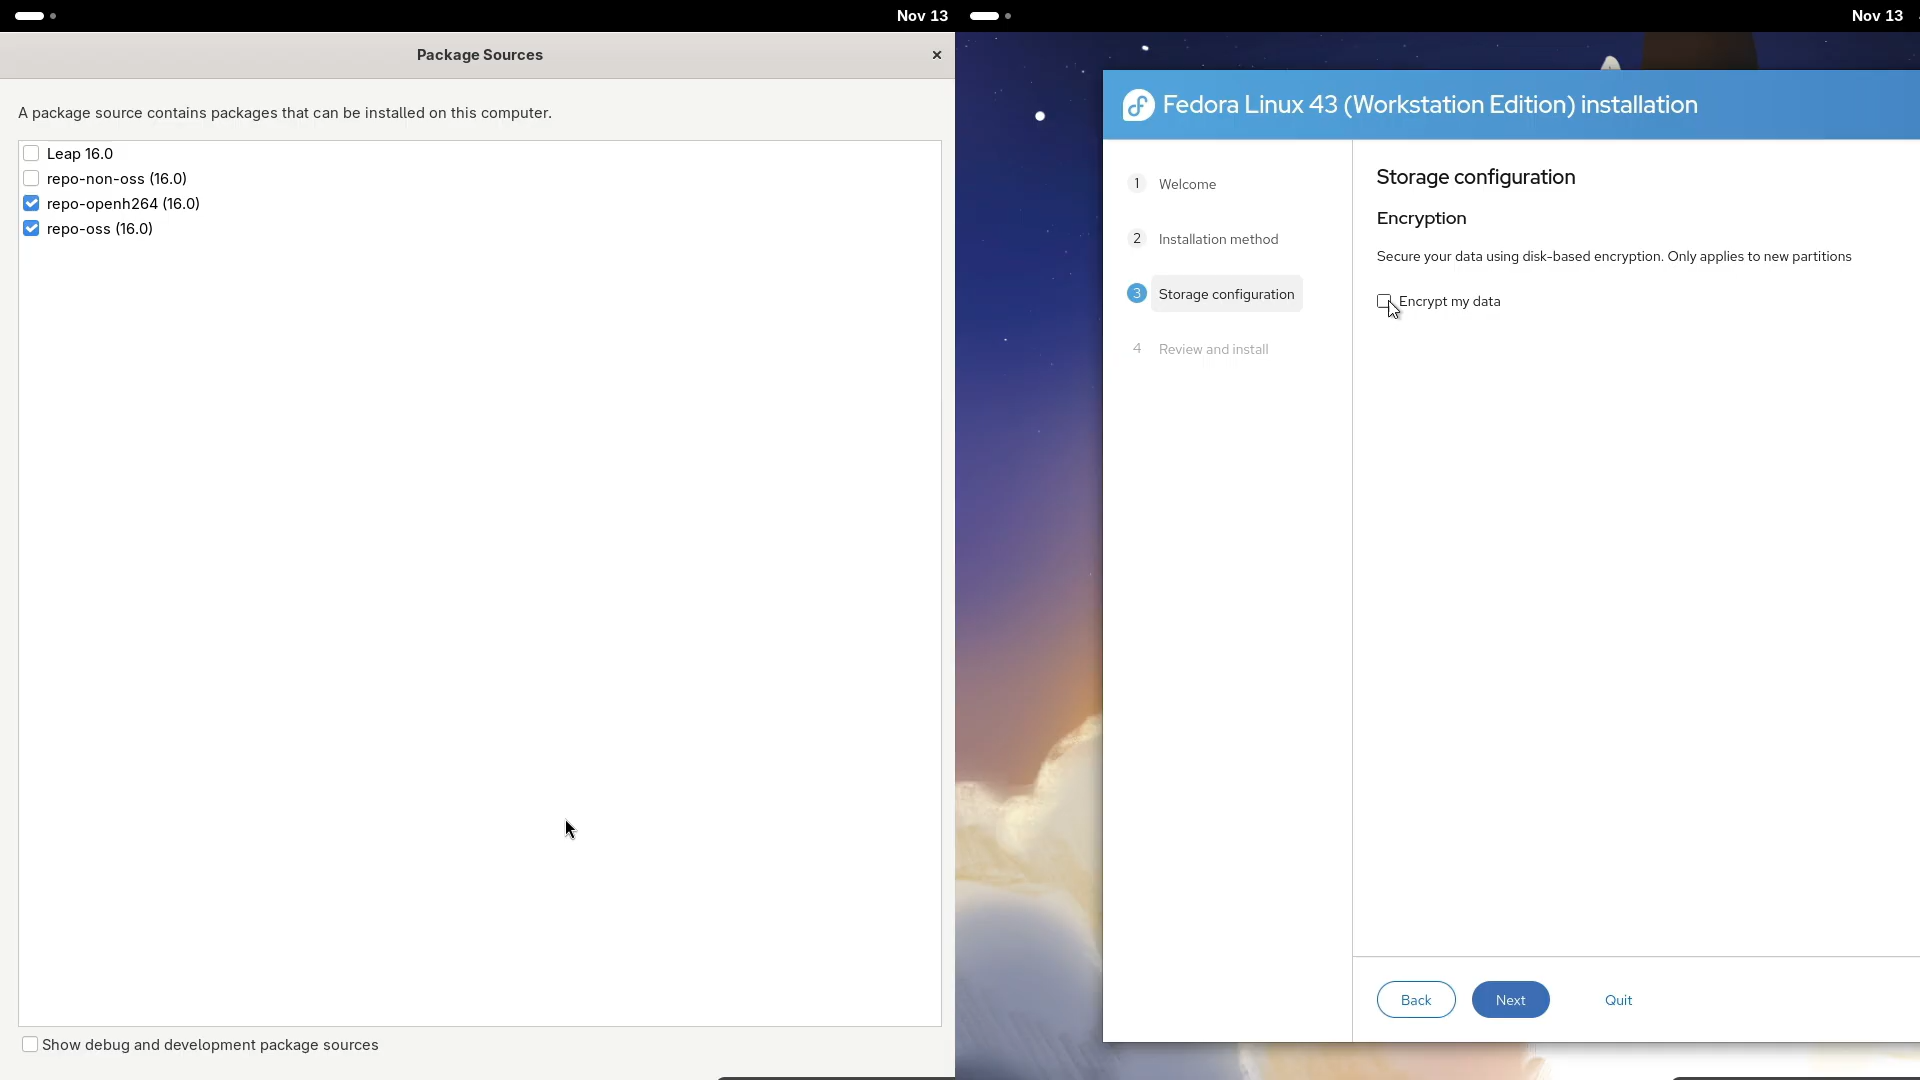 Nov 13
Package Sources
A package source contains packages that can be installed on this computer.
Leap 16.0
repo-non-oss (16.0)
repo-openh264 (16.0)
repo-oss (16.0)
Show debug and development package sources
Nov 13
Fedora Linux 43 (Workstation Edition) installation
1 Welcome
2 Installation method
3 Storage configuration
4 Review and install
Storage configuration
Encryption
Secure your data using disk-based encryption. Only applies to new partitions
Encrypt my data
Back Next Quit